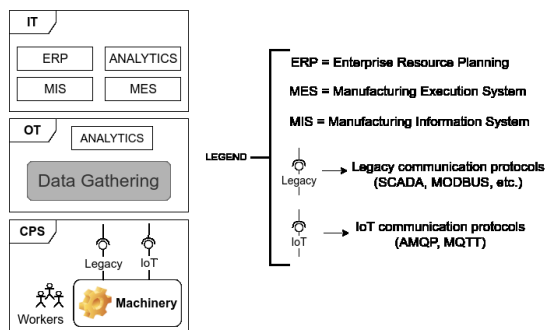 IT
ERP
ANALYTICS
MIS
MES
OT
ANALYTICS
Data Gathering
CPS
Legacy
IoT
Workers
Machinery
LEGEND
ERP = Enterprise Resource Planning
MES = Manufacturing Execution System
MIS = Manufacturing Information System
Legacy
Legacy communication protocols
(SCADA, MODBUS, etc.)
IoT
IoT communication protocols
(AMQP, MQTT)